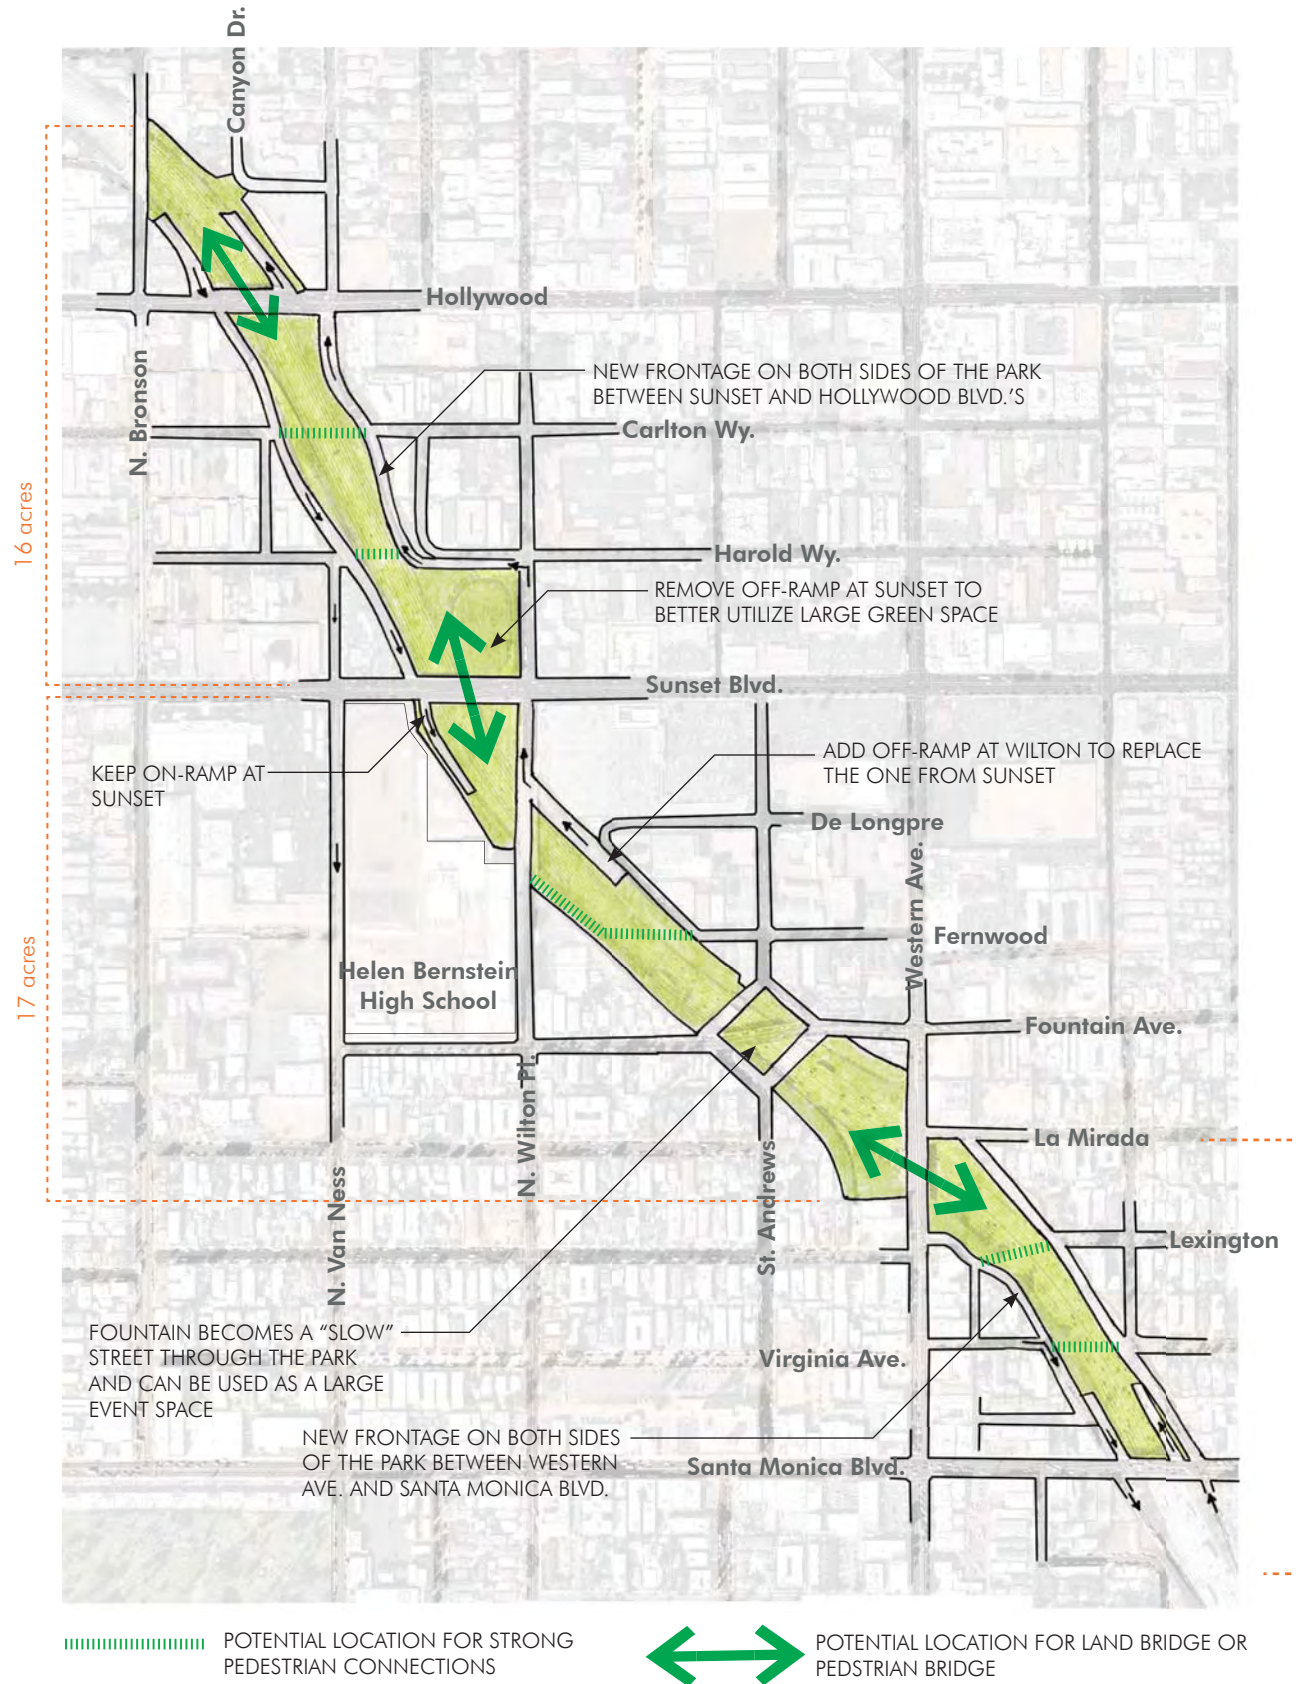 Canyon Dr.
Hollywood
N. Bronson
NEW FRONTAGE ON BOTH SIDES OF THE PARK
BETWEEN SUNSET AND HOLLYWOOD BLVD.'S
Carlton Wy.
16 acres
Harold Wy.
REMOVE OFF-RAMP AT SUNSET TO
BETTER UTILIZE LARGE GREEN SPACE
Sunset Blvd.
KEEP ON-RAMP AT
SUNSET
ADD OFF-RAMP AT WILTON TO REPLACE
THE ONE FROM SUNSET
De Longpre
Western Ave.
Fernwood
17 acres
Helen Bernstein
High School
Fountain Ave.
N. Wilton Pl.
La Mirada
St. Andrews
N. Van Ness
Lexington
FOUNTAIN BECOMES A “SLOW”
STREET THROUGH THE PARK
AND CAN BE USED AS A LARGE
EVENT SPACE
Virginia Ave.
NEW FRONTAGE ON BOTH SIDES
OF THE PARK BETWEEN WESTERN
AVE. AND SANTA MONICA BLVD.
Santa Monica Blvd.
POTENTIAL LOCATION FOR STRONG
PEDESTRIAN CONNECTIONS
POTENTIAL LOCATION FOR LAND BRIDGE OR
PEDSTRIAN BRIDGE